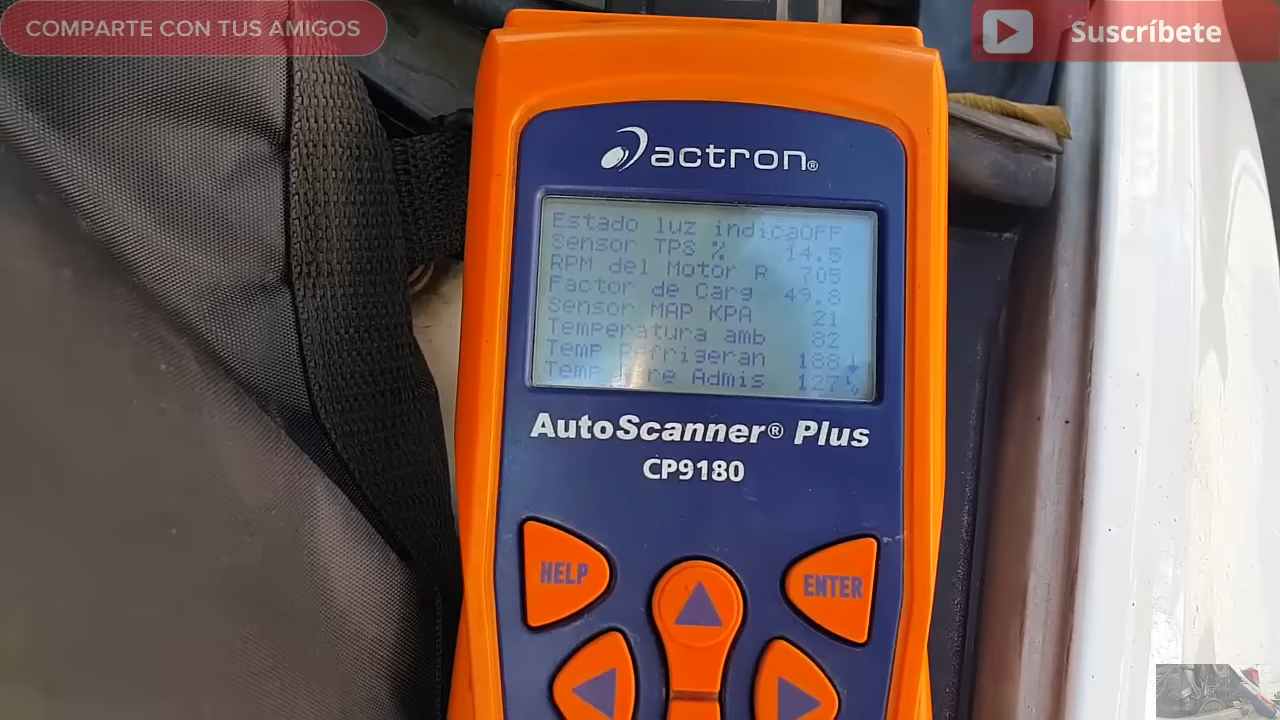 COMPARTE CON TUS AMIGOS
Suscríbete
actron®
Estado luz indicaOFF
Sensor TPS % 14.5
RPM del Motor R 705
Factor de Carg 49.8
Sensor MAP KPA 21
Temperatura amb 82
Temp Refrigeran 188
Temp Admis 127
AutoScanner® Plus
CP9180
HELP
ENTER